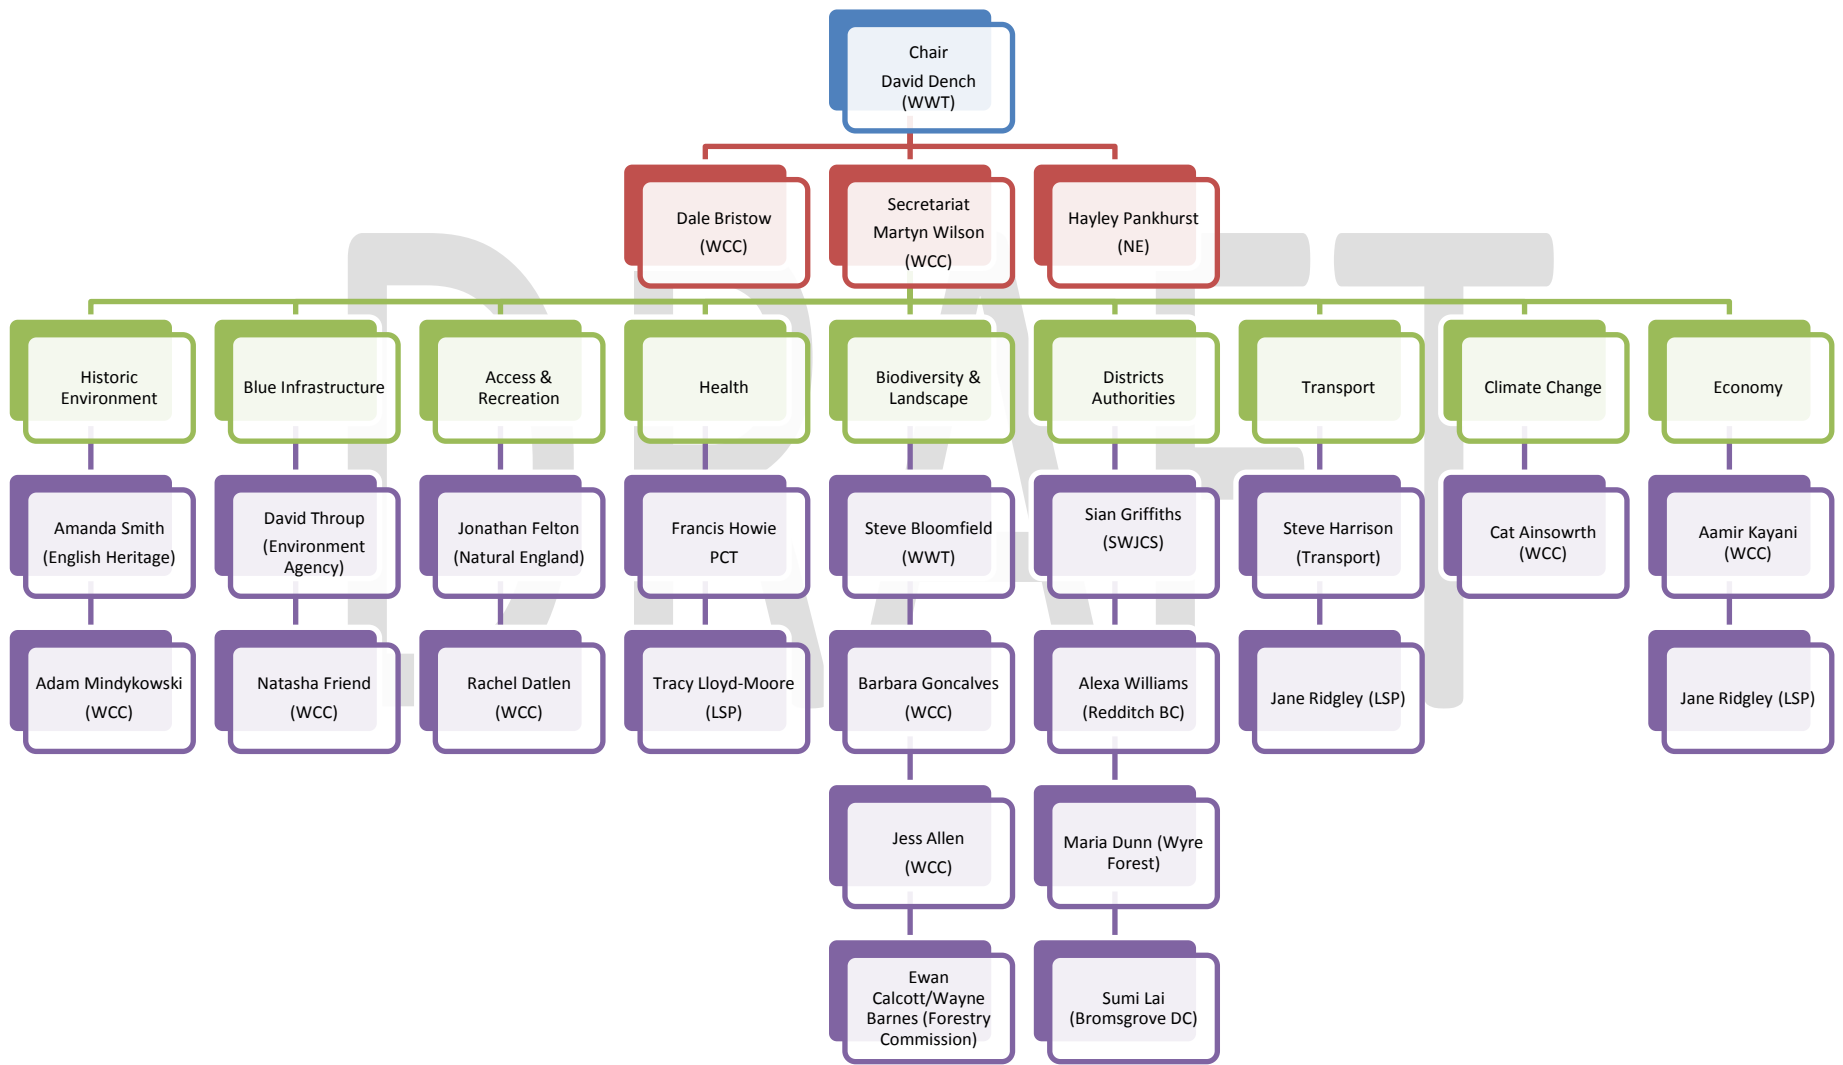 Chair
David Dench
(WWT)
Dale Bristow
(WCC)
Secretariat
Martyn Wilson
(WCC)
Hayley Pankhurst
(NE)
DRAFT
Historic
Environment
Blue Infrastructure
Access &
Recreation
Health
Biodiversity &
Landscape
Districts
Authorities
Transport
Climate Change
Economy
Amanda Smith
(English Heritage)
David Throup
(Environment
Agency)
Jonathan Felton
(Natural England)
Francis Howie
PCT
Steve Bloomfield
(WWT)
Sian Griffiths
(SWJCS)
Steve Harrison
(Transport)
Cat Ainsowrth
(WCC)
Aamir Kayani
(WCC)
Adam Mindykowski
(WCC)
Natasha Friend
(WCC)
Rachel Datlen
(WCC)
Tracy Lloyd-Moore
(LSP)
Barbara Goncalves
(WCC)
Alexa Williams
(Redditch BC)
Jane Ridgley (LSP)
Jane Ridgley (LSP)
Jess Allen
(WCC)
Maria Dunn (Wyre
Forest)
Ewan
Calcott/Wayne
Barnes (Forestry
Commission)
Sumi Lai
(Bromsgrove DC)